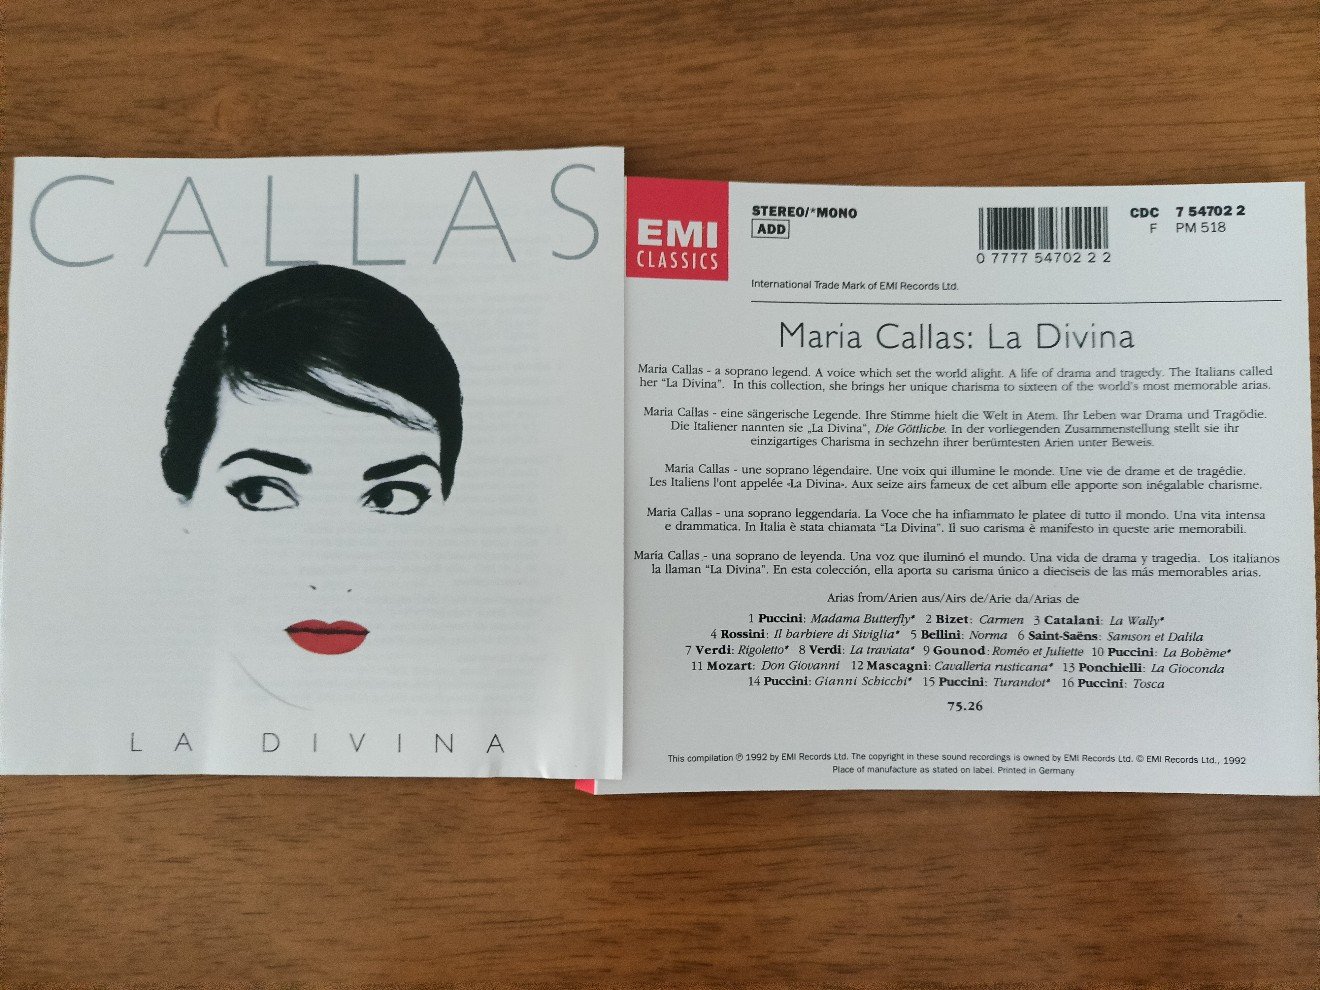 CALLAS
LA DIVINA
EMI
CLASSICS
STEREO/*MONO
ADD
0 7777 54702 2 2
CDC 7 54702 2
F PM 518
International Trade Mark of EMI Records Ltd.
Maria Callas: La Divina
Maria Callas - a soprano legend. A voice which set the world alight. A life of drama and tragedy. The Italians called
her "La Divina". In this collection, she brings her unique charisma to sixteen of the world's most memorable arias.
Maria Callas - eine sängerische Legende. Ihre Stimme hielt die Welt in Atem. Ihr Leben war Drama und Tragödie.
Die Italiener nannten sie „La Divina", Die Göttliche. In der vorliegenden Zusammenstellung stellt sie ihr
einzigartiges Charisma in sechzehn ihrer berümtesten Arien unter Beweis.
Maria Callas - une soprano légendaire. Une voix qui illumine le monde. Une vie de drame et de tragédie.
Les Italiens l'ont appelée «La Divina». Aux seize airs fameux de cet album elle apporte son inégalable charisme.
Maria Callas - una soprano leggendaria. La Voce che ha infiammato le platee di tutto il mondo. Una vita intensa
e drammatica. In Italia è stata chiamata "La Divina". Il suo carisma è manifesto in queste arie memorabili.
Maria Callas - una soprano de leyenda. Una voz que iluminó el mundo. Una vida de drama y tragedia. Los italianos
la llaman "La Divina". En esta colección, ella aporta su carisma único a dieciseis de las más memorables arias.
Arias from/Arien aus/Airs de/Arie da/Arias de
1 Puccini: Madama Butterfly* 2 Bizet: Carmen 3 Catalani: La Wally*
4 Rossini: Il barbiere di Siviglia* 5 Bellini: Norma 6 Saint-Saëns: Samson et Dalila
7 Verdi: Rigoletto* 8 Verdi: La traviata* 9 Gounod: Roméo et Juliette 10 Puccini: La Bohème*
11 Mozart: Don Giovanni 12 Mascagni: Cavalleria rusticana* 13 Ponchielli: La Gioconda
14 Puccini: Gianni Schicchi* 15 Puccini: Turandot* 16 Puccini: Tosca
75.26
This compilation ℗ 1992 by EMI Records Ltd. The copyright in these sound recordings is owned by EMI Records Ltd. © EMI Records Ltd., 1992
Place of manufacture as stated on label. Printed in Germany